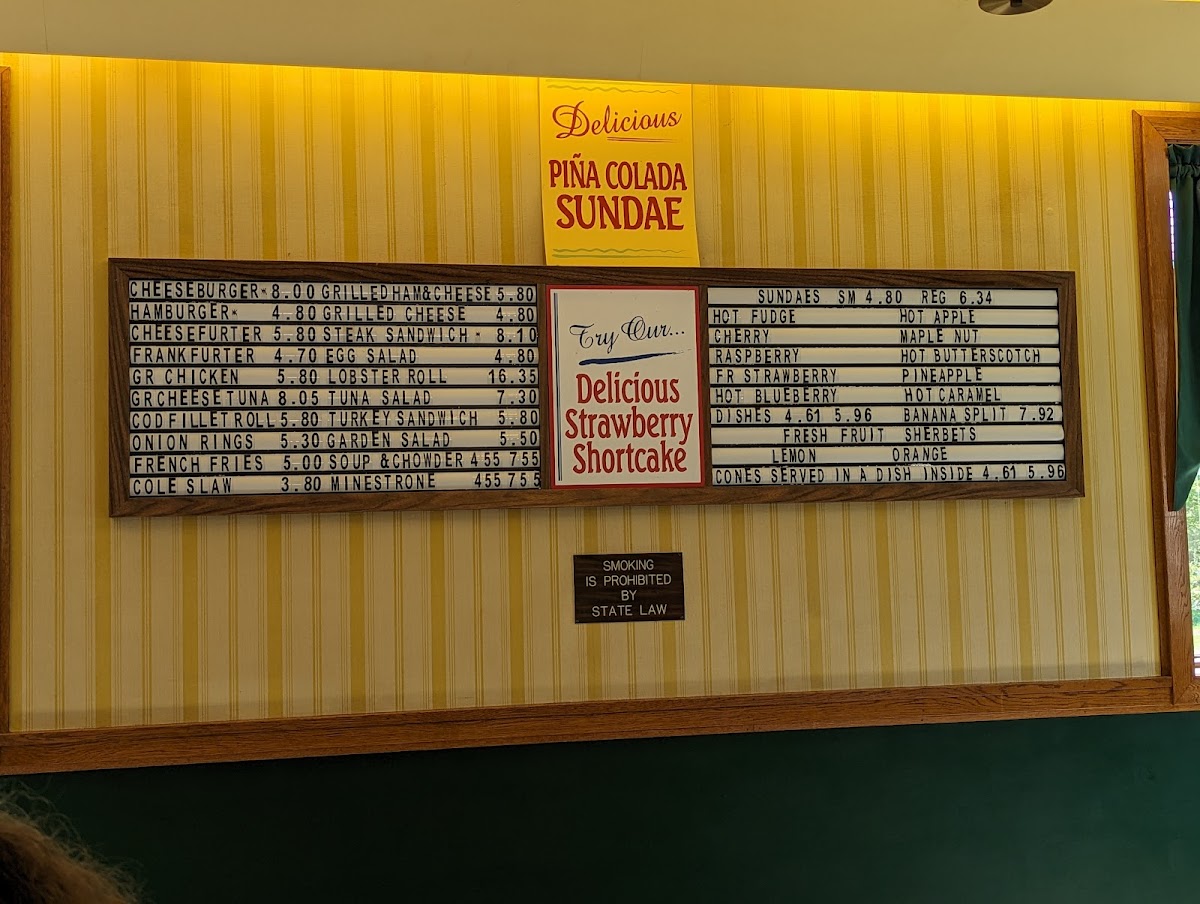 Delicious
PIÑA COLADA
SUNDAE
CHEESEBURGER* 8.00 GRILLED HAM & CHEESE 5.80
HAMBURGER* 4.80 GRILLED CHEESE 4.80
CHEESEFURTER 5.80 STEAK SANDWICH - 8.10
FRANKFURTER 4.70 EGG SALAD 4.80
GR CHICKEN 5.80 LOBSTER ROLL 16.35
GR CHEESE TUNA 8.05 TUNA SALAD 7.30
COD FILLET ROLL 5.80 TURKEY SANDWICH 5.80
ONION RINGS 5.30 GARDEN SALAD 5.50
FRENCH FRIES 5.00 SOUP & CHOWDER 455 755
COLE SLAW 3.80 MINESTRONE 455 755
Try Our...
Delicious
Strawberry
Shortcake
SUNDAES SM 4.80 REG 6.34
HOT FUDGE HOT APPLE
CHERRY MAPLE NUT
RASPBERRY HOT BUTTERSCOTCH
FR STRAWBERRY PINEAPPLE
HOT BLUEBERRY HOT CARAMEL
DISHES 4.61 5.96 BANANA SPLIT 7.92
FRESH FRUIT SHERBETS
LEMON ORANGE
CONES SERVED IN A DISH INSIDE 4.61 5.96
SMOKING
IS PROHIBITED
BY
STATE LAW